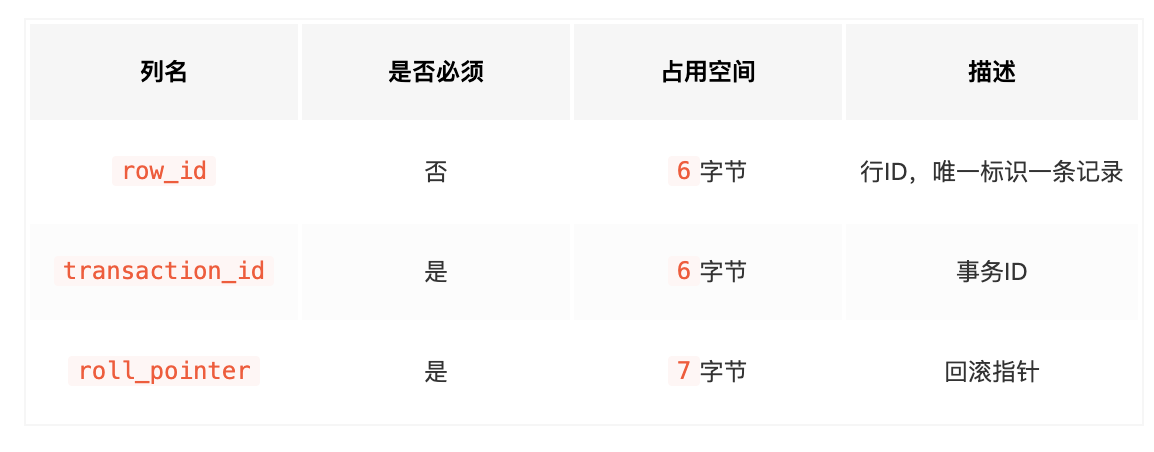 列名 是否必须 占用空间 描述
row_id 否 6 字节 行ID，唯一标识一条记录
transaction_id 是 6 字节 事务ID
roll_pointer 是 7 字节 回滚指针